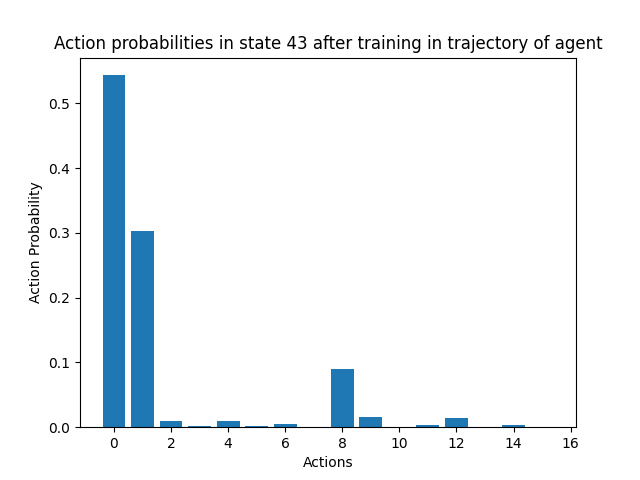 Action probabilities in state 43 after training in trajectory of agent
0.5
0.4
0.3
0.2
0.1
0.0
Action Probability
0 2 4 6 8 10 12 14 16
Actions